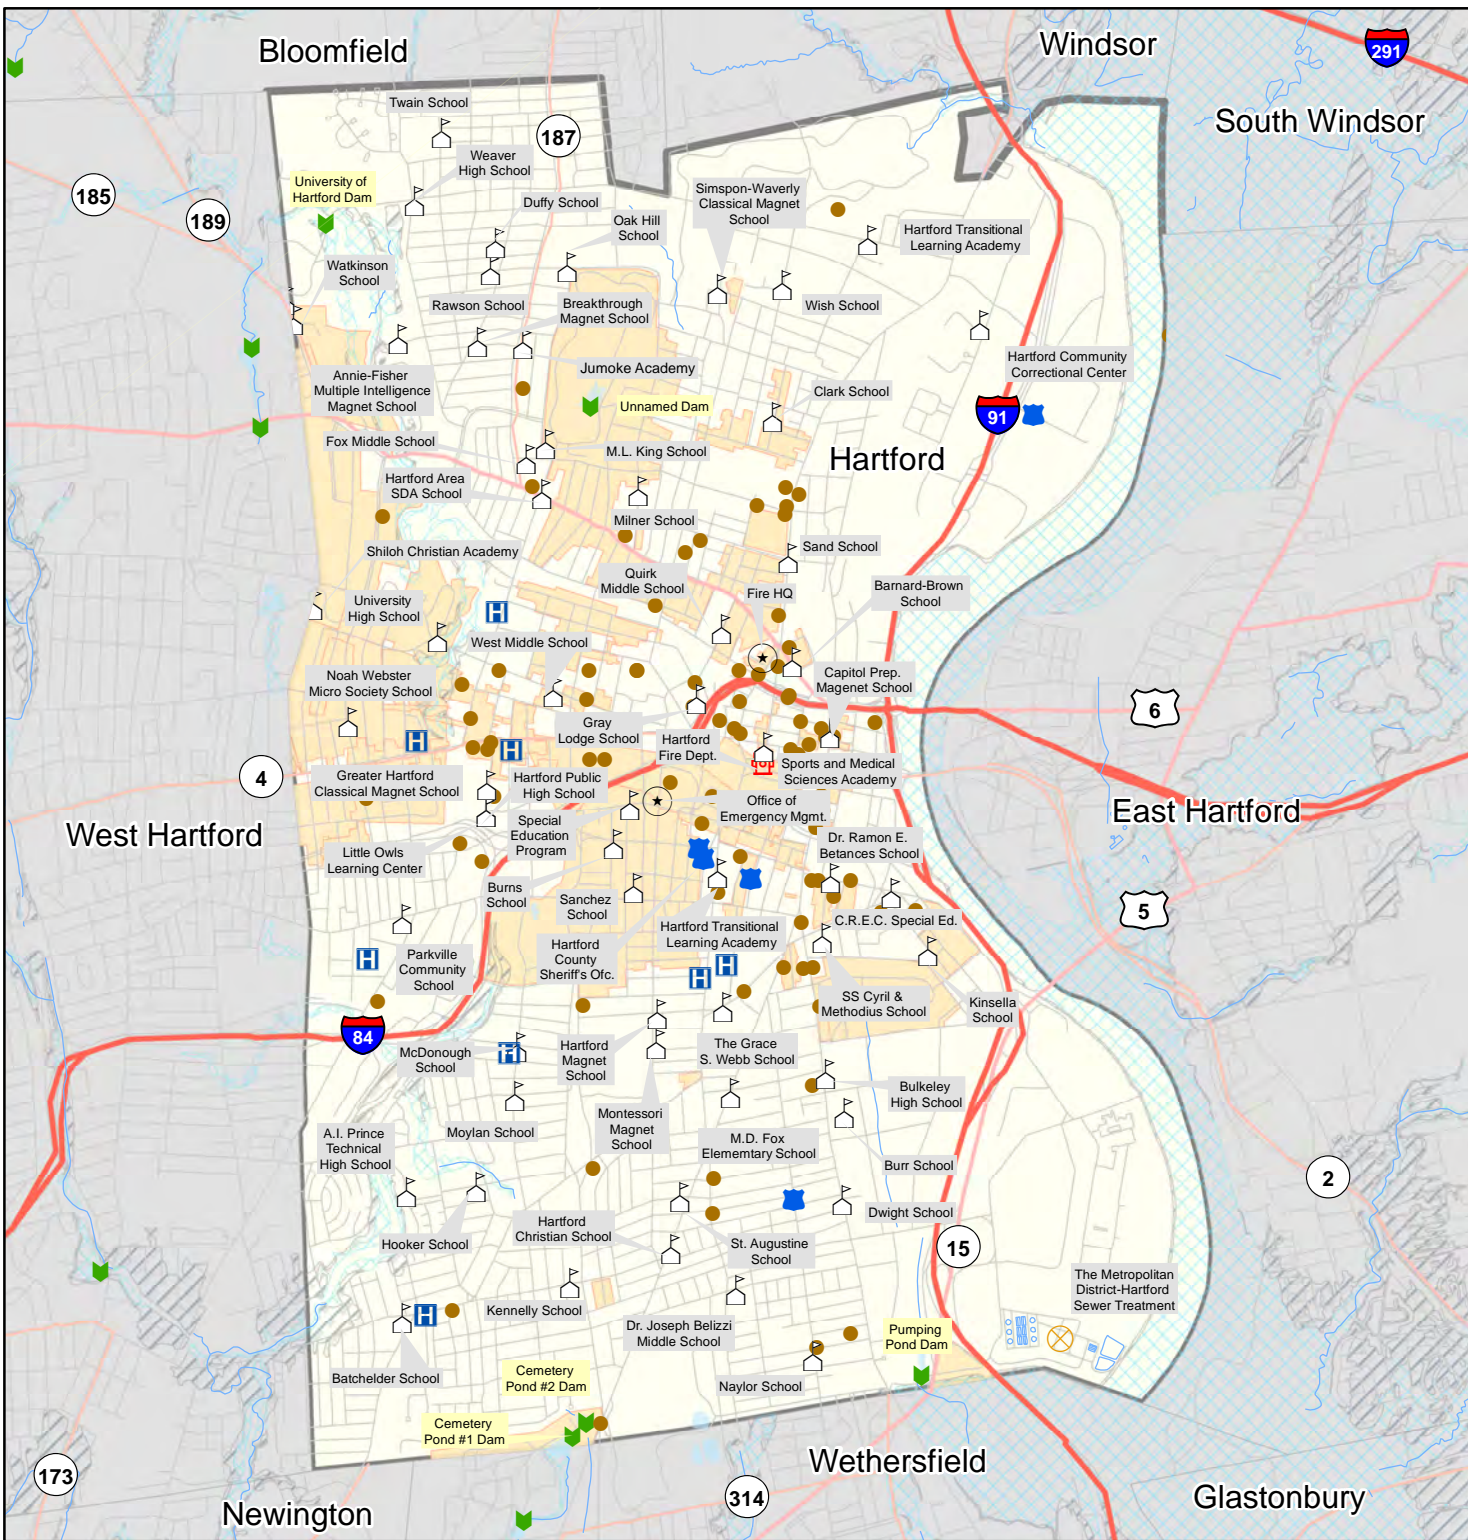 Bloomfield
Windsor
291
South Windsor
Twain School
187
Weaver
High School
185
University of
Hartford Dam
189
Duffy School
Simspon-Waverly
Classical Magnet
School
Oak Hill
School
Hartford Transitional
Learning Academy
Watkinson
School
Rawson School
Breakthrough
Magnet School
Wish School
Hartford Community
Correctional Center
Annie-Fisher
Multiple Intelligence
Magnet School
Jumoke Academy
Clark School
Unnamed Dam
91
Fox Middle School
M.L. King School
Hartford
Hartford Area
SDA School
Milner School
Shiloh Christian Academy
Sand School
Quirk
Middle School
Fire HQ
Barnard-Brown
School
University
High School
H
West Middle School
Noah Webster
Micro Society School
Capitol Prep.
Magenet School
6
Gray
Lodge School
Hartford
Fire Dept.
H
H
4
Greater Hartford
Classical Magnet School
Hartford Public
High School
Sports and Medical
Sciences Academy
East Hartford
West Hartford
Special
Education
Program
Office of
Emergency Mgmt.
Little Owls
Learning Center
Dr. Ramon E.
Betances School
Burns
School
Sanchez
School
5
Hartford Transitional
Learning Academy
C.R.E.C. Special Ed.
H
Parkville
Community
School
Hartford
County
Sheriff's Ofc.
H
H
SS Cyril &
Methodius School
Kinsella
School
84
McDonough
School
H
Hartford
Magnet
School
The Grace
S. Webb School
Bulkeley
High School
A.I. Prince
Technical
High School
Moylan School
Montessori
Magnet
School
M.D. Fox
Elememtary School
Burr School
2
Dwight School
Hooker School
Hartford
Christian School
St. Augustine
School
15
The Metropolitan
District-Hartford
Sewer Treatment
Kennelly School
H
Dr. Joseph Belizzi
Middle School
Pumping
Pond Dam
Batchelder School
Cemetery
Pond #2 Dam
Naylor School
Cemetery
Pond #1 Dam
Wethersfield
173
314
Glastonbury
Newington